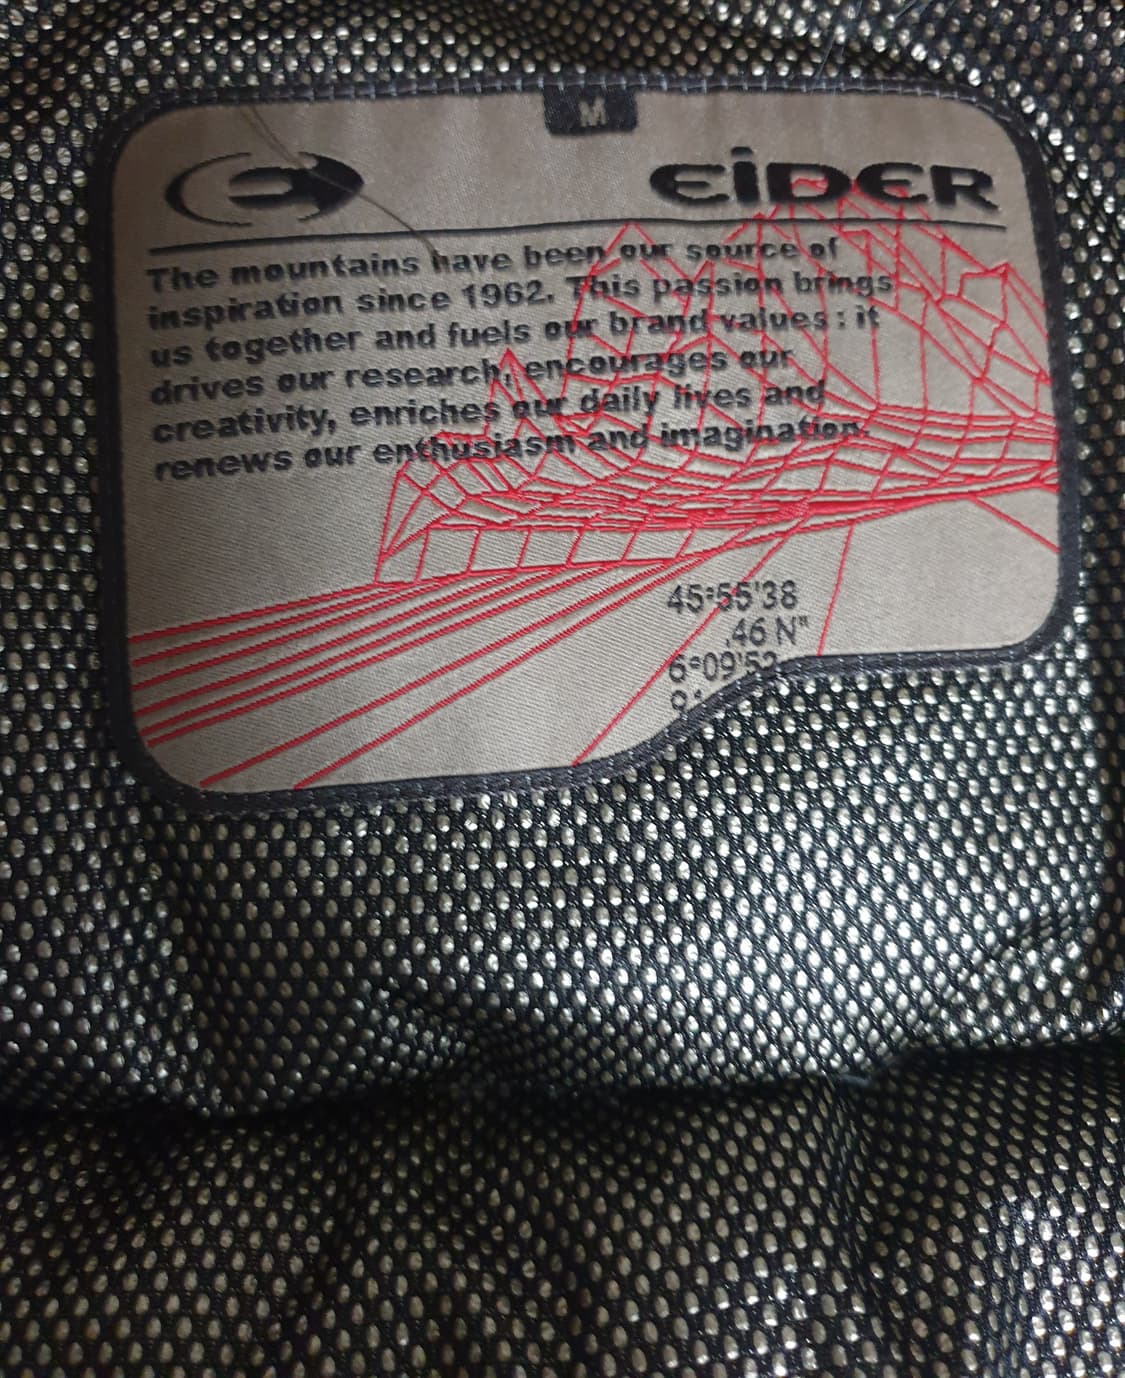 M
EiDER
The mountains have been our source of
inspiration since 1962. This passion brings
us together and fuels our brand values : it
drives our research, encourages our
creativity, enriches our daily lives and
renews our enthusiasm and imagination.
45°55'38
.46 N"
6°09'52